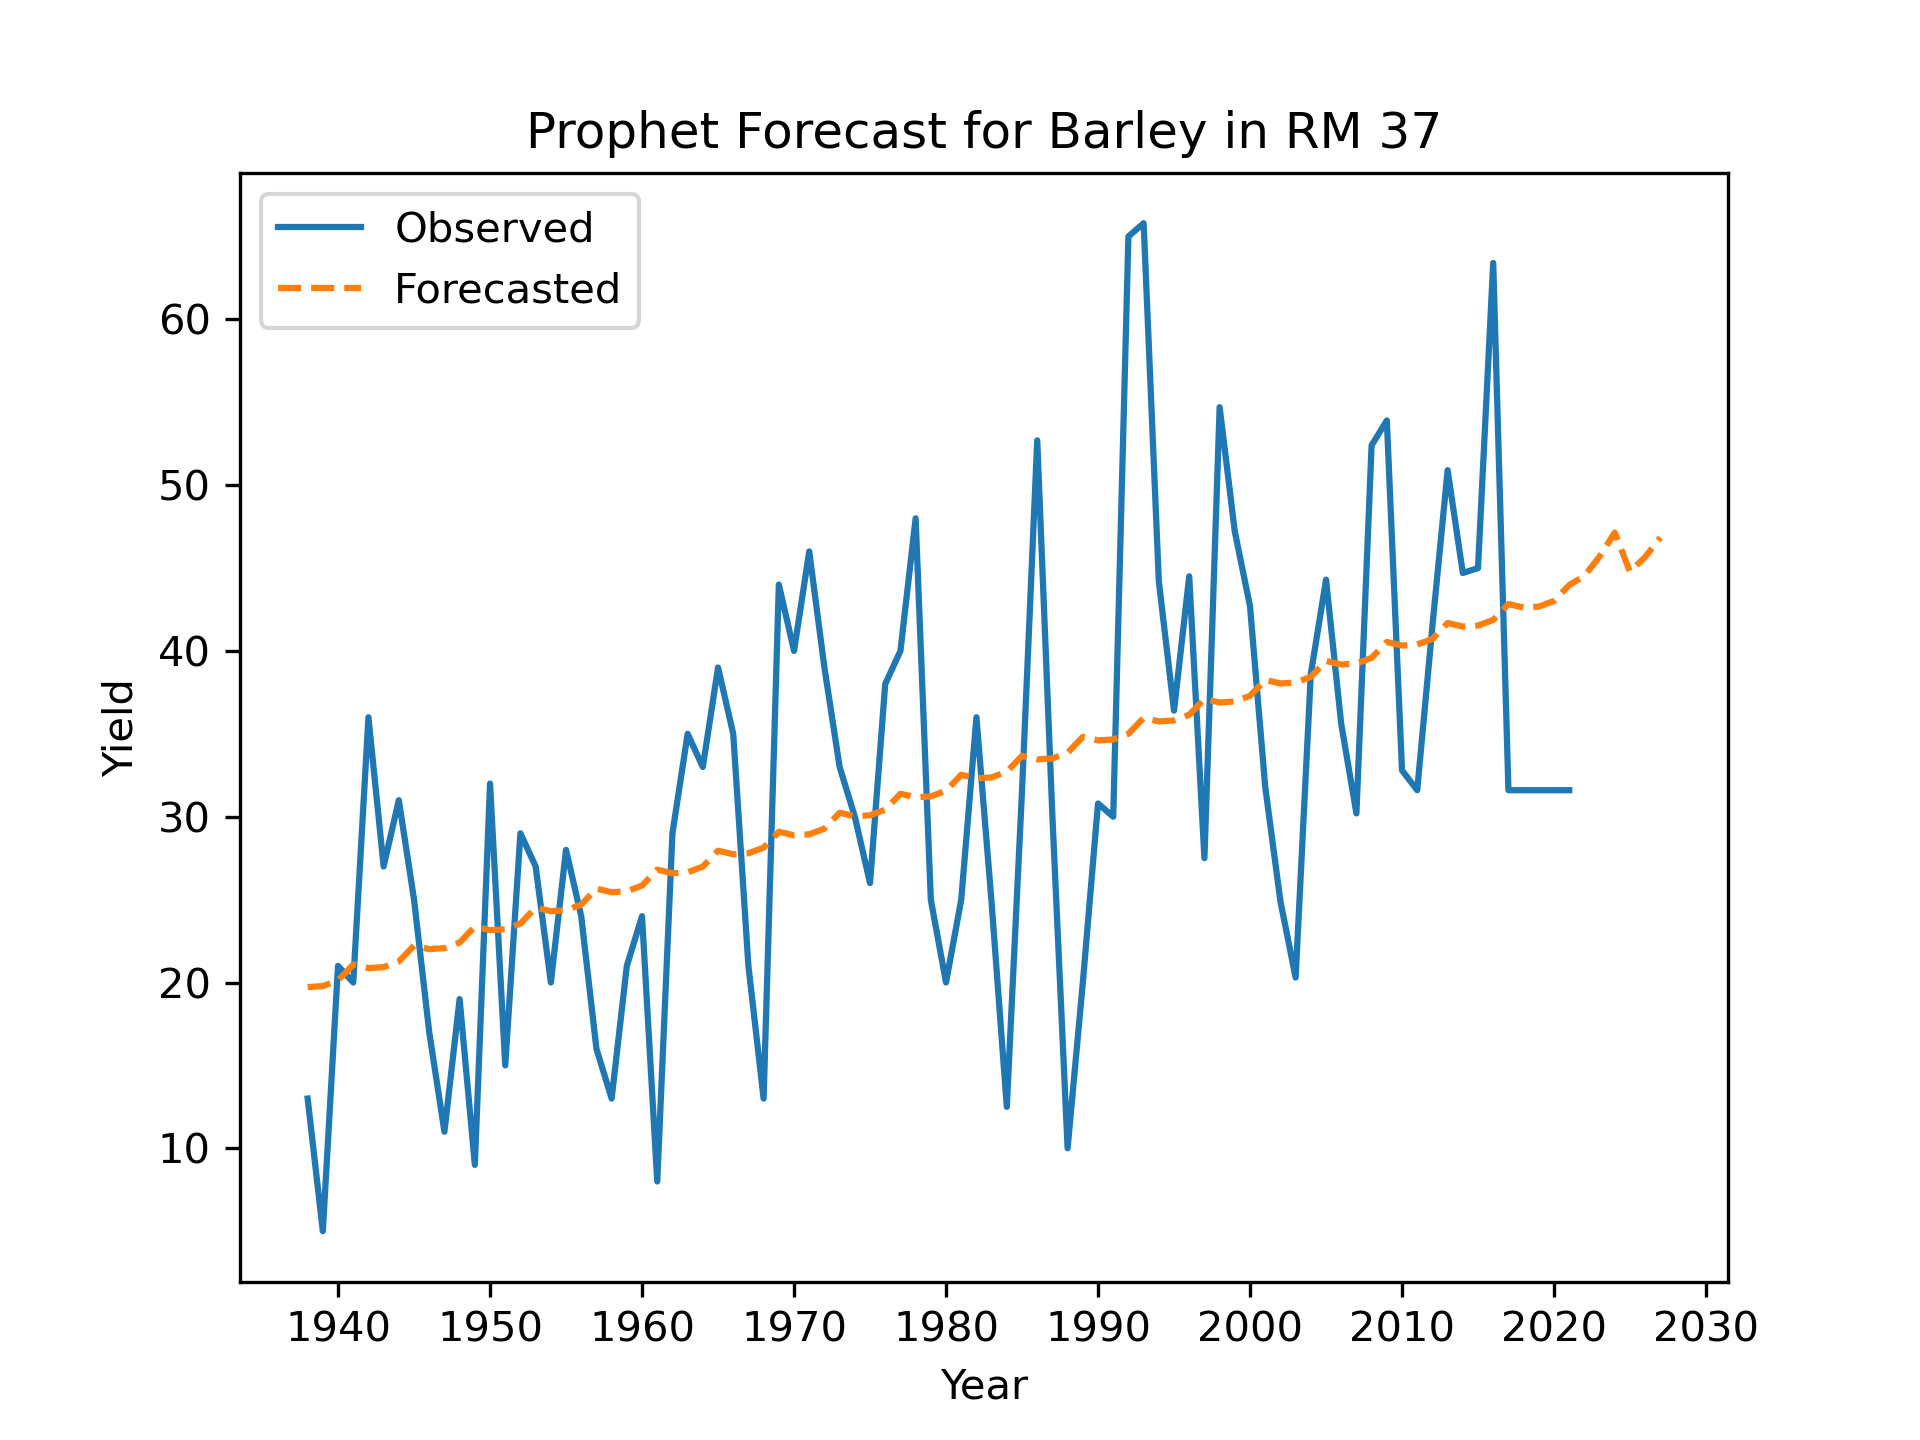 Prophet Forecast for Barley in RM 37
Observed
Forecasted
60
50
40
30
20
10
Yield
1940 1950 1960 1970 1980 1990 2000 2010 2020 2030
Year